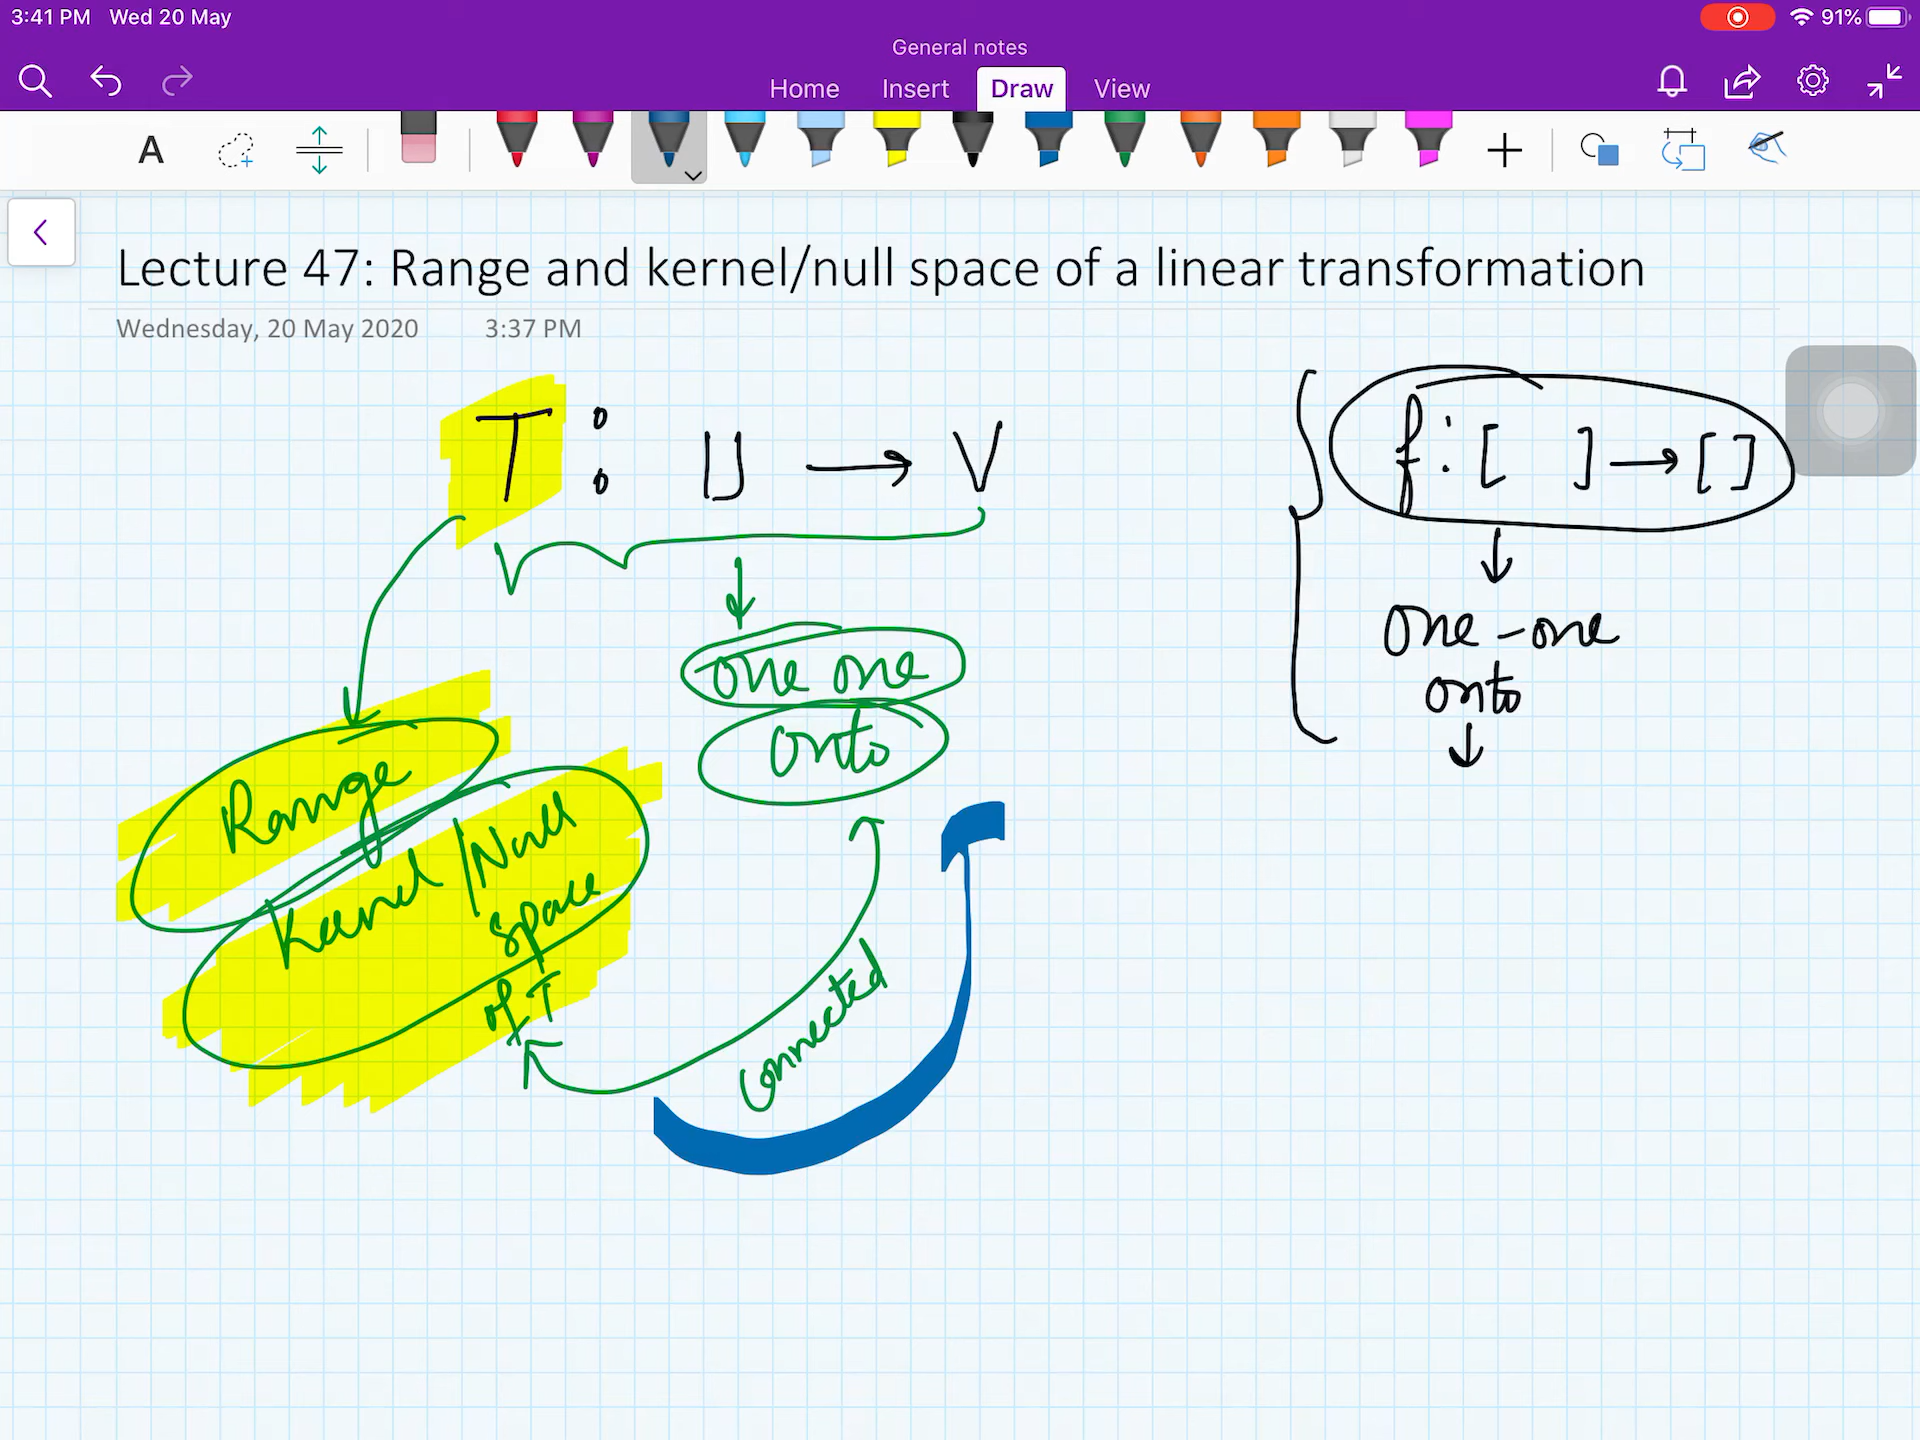 3:41 PM Wed 20 May
91%
General notes
Home Insert Draw View
A
Lecture 47: Range and kernel/null space of a linear transformation
Wednesday, 20 May 2020 3:37 PM
T : U → V
f : [ ] → [ ]
one-one
onto
one one
onto
Range
Kernel / Null
space
of T
connected